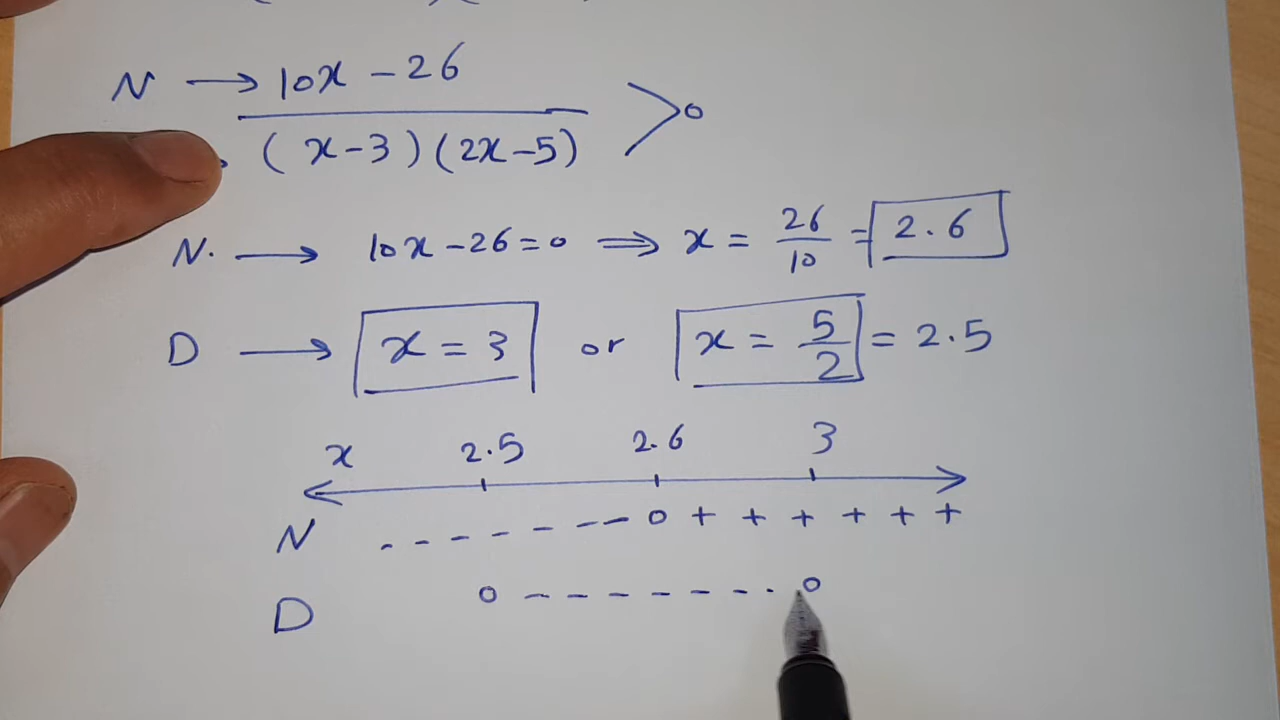 N → 10x - 26
(x-3)(2x-5) > 0
N. → 10x - 26 = 0 ⟹ x = 26/10 = 2.6
D → x = 3 or x = 5/2 = 2.5
x 2.5 2.6 3
N - - - - - - - 0 + + + + + +
D 0 - - - - - - - 0